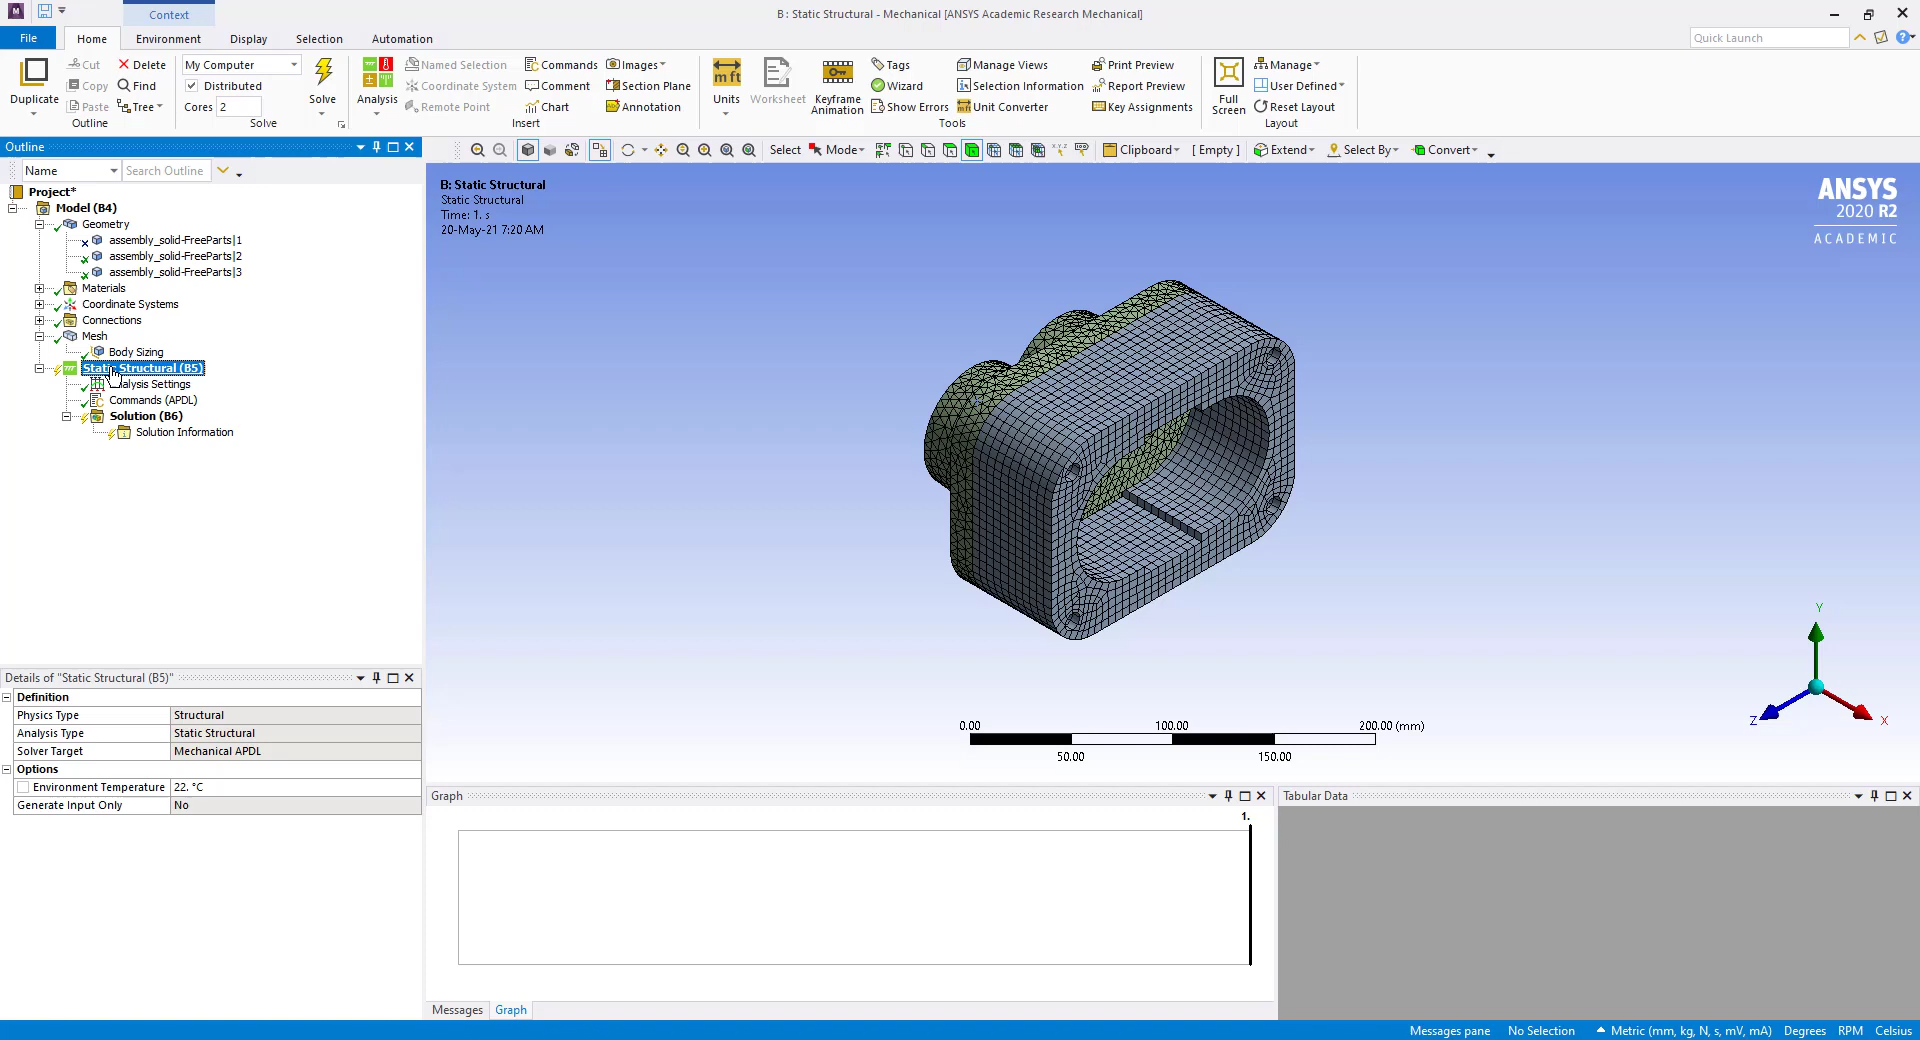 Context
B : Static Structural - Mechanical [ANSYS Academic Research Mechanical]
File
Home
Environment
Display
Selection
Automation
Quick Launch
Duplicate
Cut
Copy
Paste
Delete
Find
Tree
Outline
My Computer
Distributed
Cores 2
Solve
Solve
Analysis
Named Selection
Coordinate System
Remote Point
Commands
Comment
Chart
Images
Section Plane
Annotation
Insert
Units
Worksheet
Keyframe
Animation
Tags
Wizard
Show Errors
Manage Views
Selection Information
Unit Converter
Print Preview
Report Preview
Key Assignments
Tools
Full
Screen
Manage
User Defined
Reset Layout
Layout
Outline
Name
Search Outline
Select
Mode
Clipboard
[ Empty ]
Extend
Select By
Convert
Project*
Model (B4)
Geometry
assembly_solid-FreeParts|1
assembly_solid-FreeParts|2
assembly_solid-FreeParts|3
Materials
Coordinate Systems
Connections
Mesh
Body Sizing
Static Structural (B5)
Analysis Settings
Commands (APDL)
Solution (B6)
Solution Information
B: Static Structural
Static Structural
Time: 1. s
20-May-21 7:20 AM
ANSYS
2020 R2
ACADEMIC
Y
Z
X
0.00
100.00
200.00 (mm)
50.00
150.00
Details of "Static Structural (B5)"
Definition
Physics Type
Structural
Analysis Type
Static Structural
Solver Target
Mechanical APDL
Options
Environment Temperature
22. °C
Generate Input Only
No
Graph
1.
Messages
Graph
Tabular Data
Messages pane
No Selection
Metric (mm, kg, N, s, mV, mA)
Degrees
RPM
Celsius